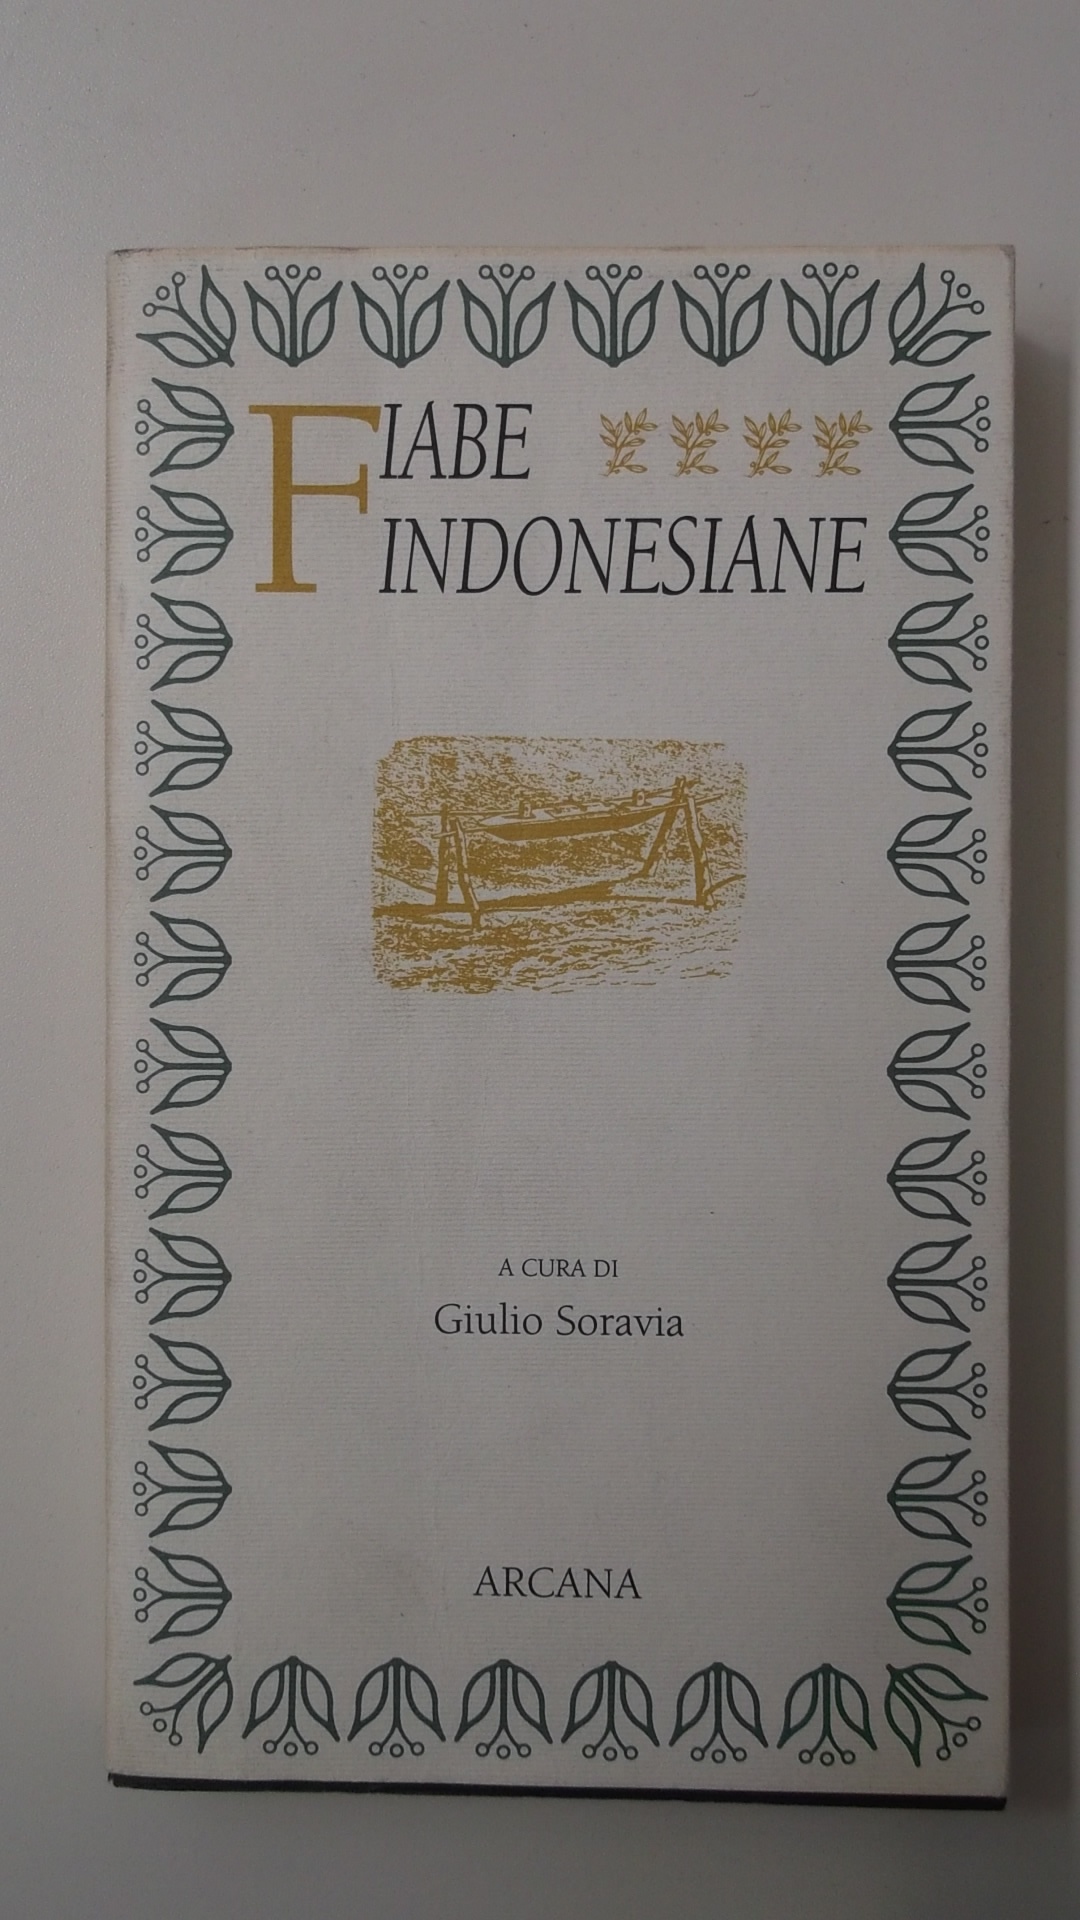 FIABE
INDONESIANE
A CURA DI
Giulio Soravia
ARCANA